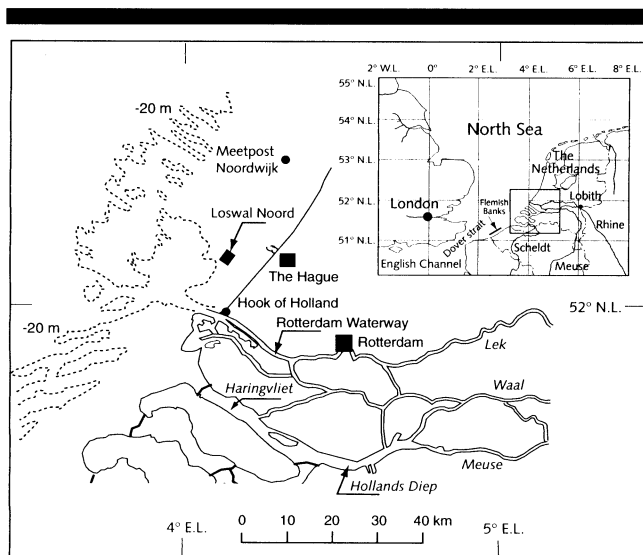 2° W.L. 0° 2° E.L. 4° E.L. 6° E.L. 8° E.L.
55° N.L.
54° N.L.
53° N.L.
52° N.L.
51° N.L.
North Sea
The
Netherlands
London
Flemish
Banks
Lobith
Dover strait
Rhine
Scheldt
English Channel
Meuse
-20 m
Meetpost
Noordwijk
Loswal Noord
The Hague
Hook of Holland
52° N.L.
-20 m
Rotterdam Waterway
Rotterdam
Lek
Haringvliet
Waal
Meuse
Hollands Diep
4° E.L.
0 10 20 30 40 km
5° E.L.